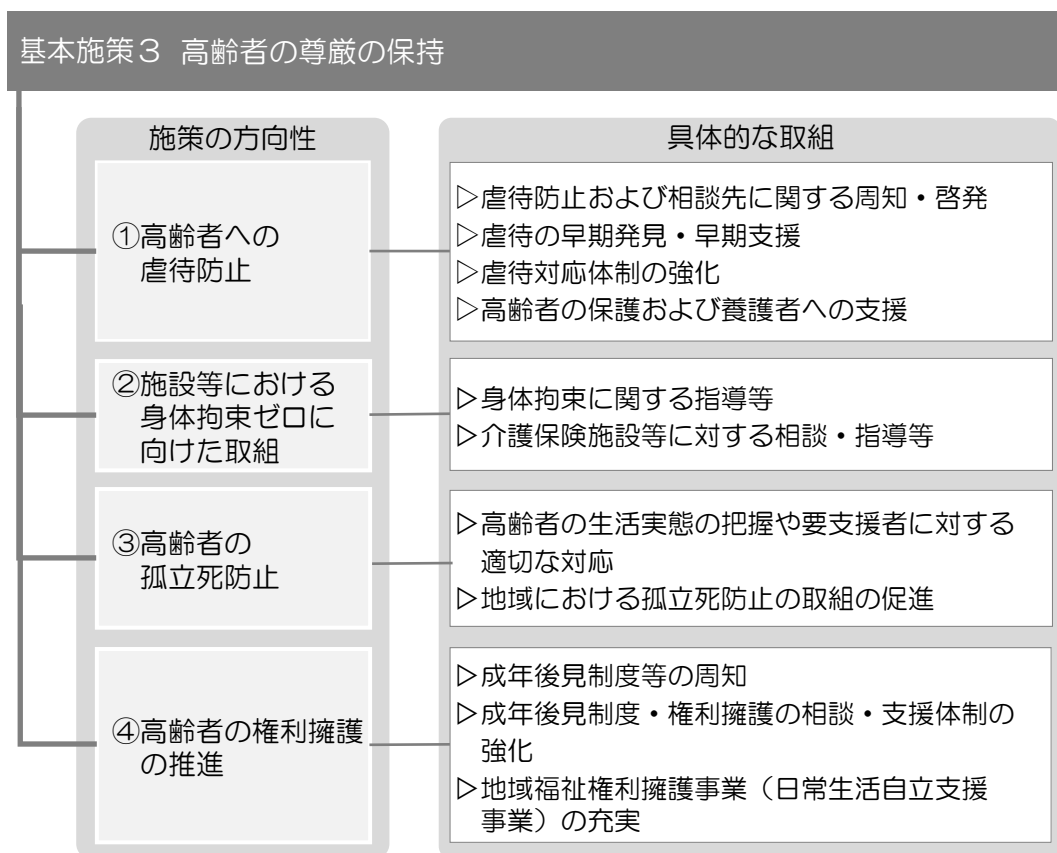 基本施策３ 高齢者の尊厳の保持
施策の方向性
具体的な取組
①高齢者への
虐待防止
▷虐待防止および相談先に関する周知・啓発
▷虐待の早期発見・早期支援
▷虐待対応体制の強化
▷高齢者の保護および養護者への支援
②施設等における
身体拘束ゼロに
向けた取組
▷身体拘束に関する指導等
▷介護保険施設等に対する相談・指導等
③高齢者の
孤立死防止
▷高齢者の生活実態の把握や要支援者に対する
適切な対応
▷地域における孤立死防止の取組の促進
④高齢者の権利擁護
の推進
▷成年後見制度等の周知
▷成年後見制度・権利擁護の相談・支援体制の
強化
▷地域福祉権利擁護事業（日常生活自立支援
事業）の充実